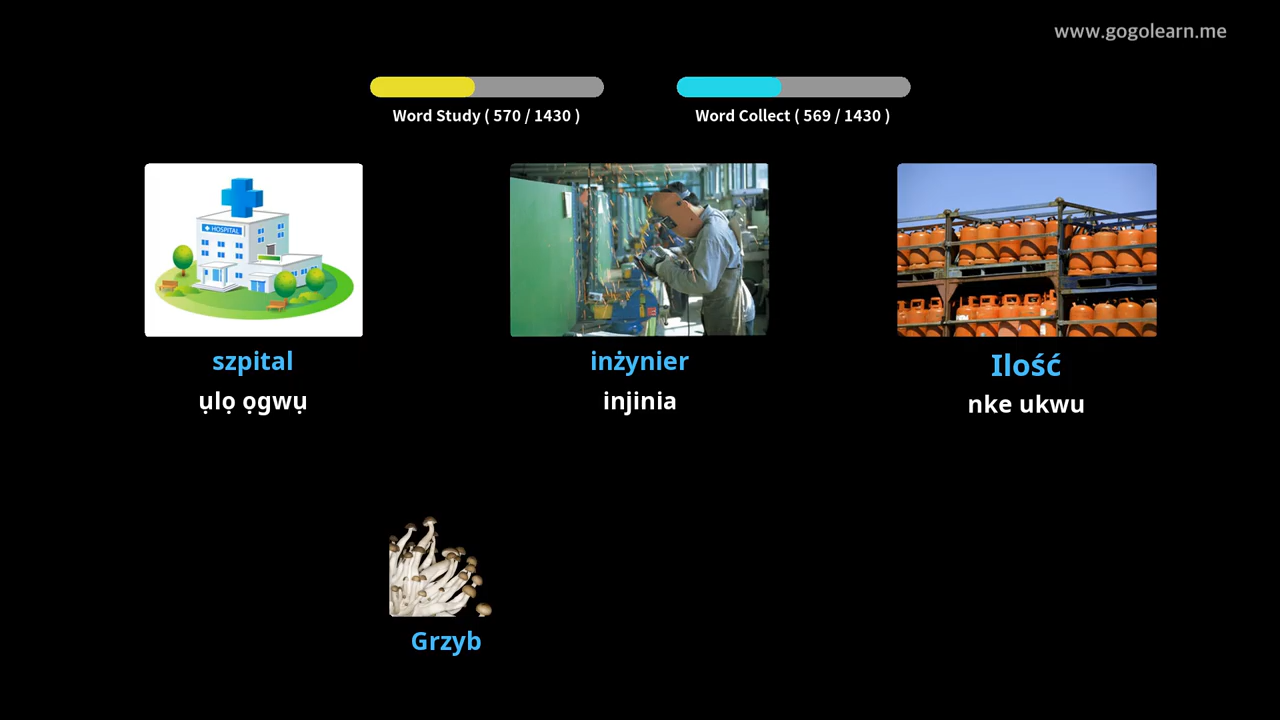 www.gogolearn.me
Word Study ( 570 / 1430 )
Word Collect ( 569 / 1430 )
HOSPITAL
szpital
inżynier
Ilość
ụlọ ọgwụ
injinia
nke ukwu
Grzyb